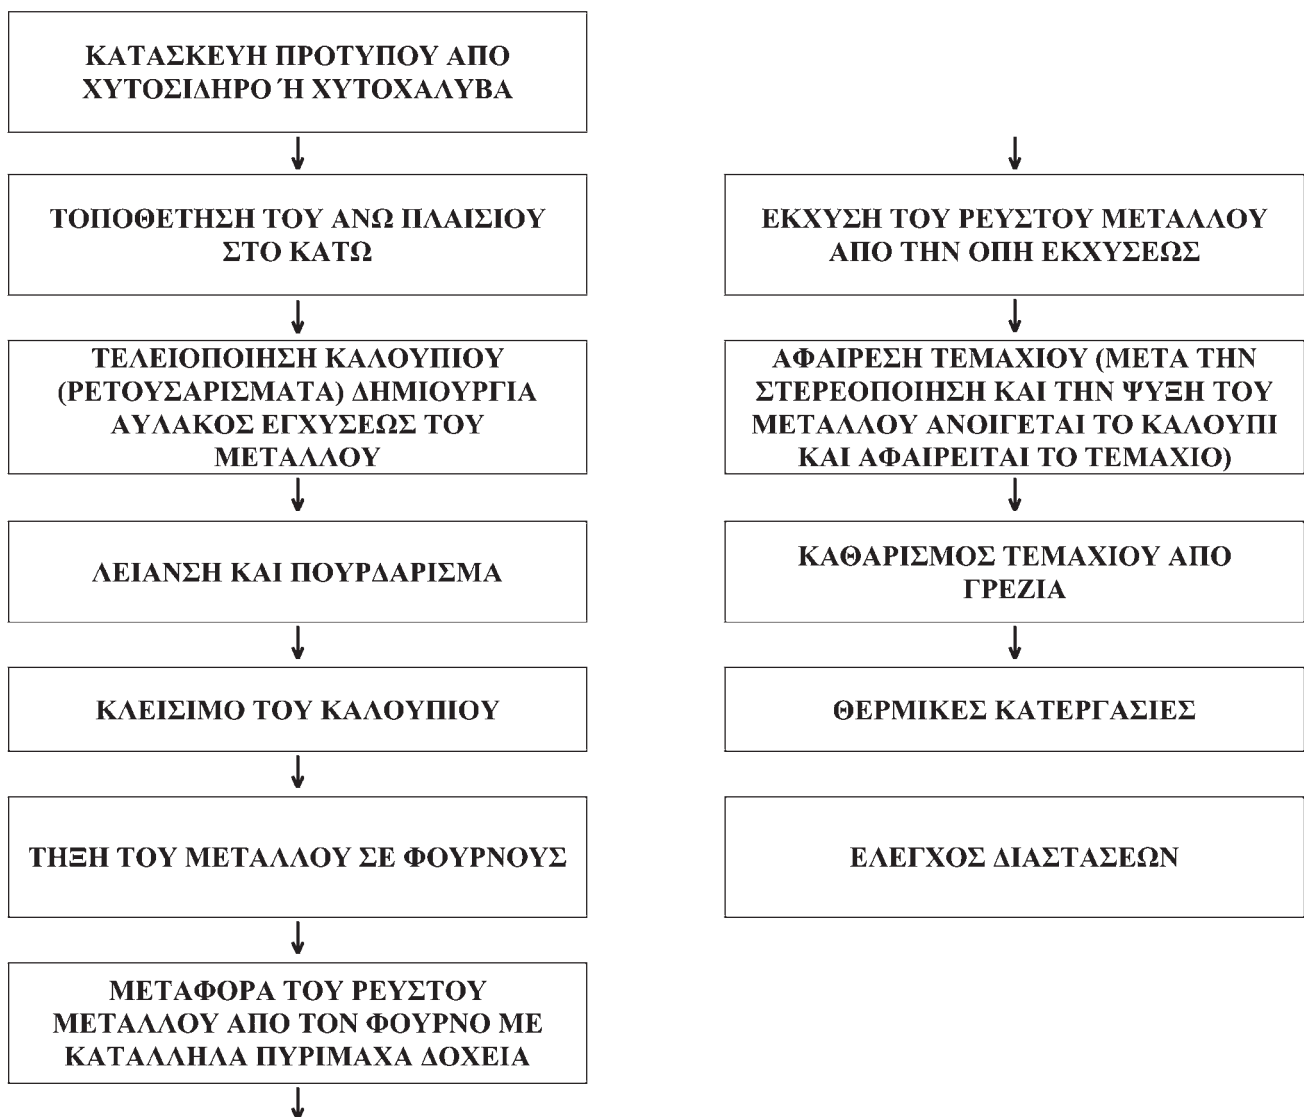 ΚΑΤΑΣΚΕΥΗ ΠΡΟΤΥΠΟΥ ΑΠΟ
ΧΥΤΟΣΙΔΗΡΟ Ή ΧΥΤΟΧΑΛΥΒΑ
ΤΟΠΟΘΕΤΗΣΗ ΤΟΥ ΑΝΩ ΠΛΑΙΣΙΟΥ
ΣΤΟ ΚΑΤΩ
ΤΕΛΕΙΟΠΟΙΗΣΗ ΚΑΛΟΥΠΙΟΥ
(ΡΕΤΟΥΣΑΡΙΣΜΑΤΑ) ΔΗΜΙΟΥΡΓΙΑ
ΑΥΛΑΚΟΣ ΕΓΧΥΣΕΩΣ ΤΟΥ
ΜΕΤΑΛΛΟΥ
ΛΕΙΑΝΣΗ ΚΑΙ ΠΟΥΡΔΑΡΙΣΜΑ
ΚΛΕΙΣΙΜΟ ΤΟΥ ΚΑΛΟΥΠΙΟΥ
ΤΗΞΗ ΤΟΥ ΜΕΤΑΛΛΟΥ ΣΕ ΦΟΥΡΝΟΥΣ
ΜΕΤΑΦΟΡΑ ΤΟΥ ΡΕΥΣΤΟΥ
ΜΕΤΑΛΛΟΥ ΑΠΟ ΤΟΝ ΦΟΥΡΝΟ ΜΕ
ΚΑΤΑΛΛΗΛΑ ΠΥΡΙΜΑΧΑ ΔΟΧΕΙΑ
ΕΚΧΥΣΗ ΤΟΥ ΡΕΥΣΤΟΥ ΜΕΤΑΛΛΟΥ
ΑΠΟ ΤΗΝ ΟΠΗ ΕΚΧΥΣΕΩΣ
ΑΦΑΙΡΕΣΗ ΤΕΜΑΧΙΟΥ (ΜΕΤΑ ΤΗΝ
ΣΤΕΡΕΟΠΟΙΗΣΗ ΚΑΙ ΤΗΝ ΨΥΞΗ ΤΟΥ
ΜΕΤΑΛΛΟΥ ΑΝΟΙΓΕΤΑΙ ΤΟ ΚΑΛΟΥΠΙ
ΚΑΙ ΑΦΑΙΡΕΙΤΑΙ ΤΟ ΤΕΜΑΧΙΟ)
ΚΑΘΑΡΙΣΜΟΣ ΤΕΜΑΧΙΟΥ ΑΠΟ
ΓΡΕΖΙΑ
ΘΕΡΜΙΚΕΣ ΚΑΤΕΡΓΑΣΙΕΣ
ΕΛΕΓΧΟΣ ΔΙΑΣΤΑΣΕΩΝ